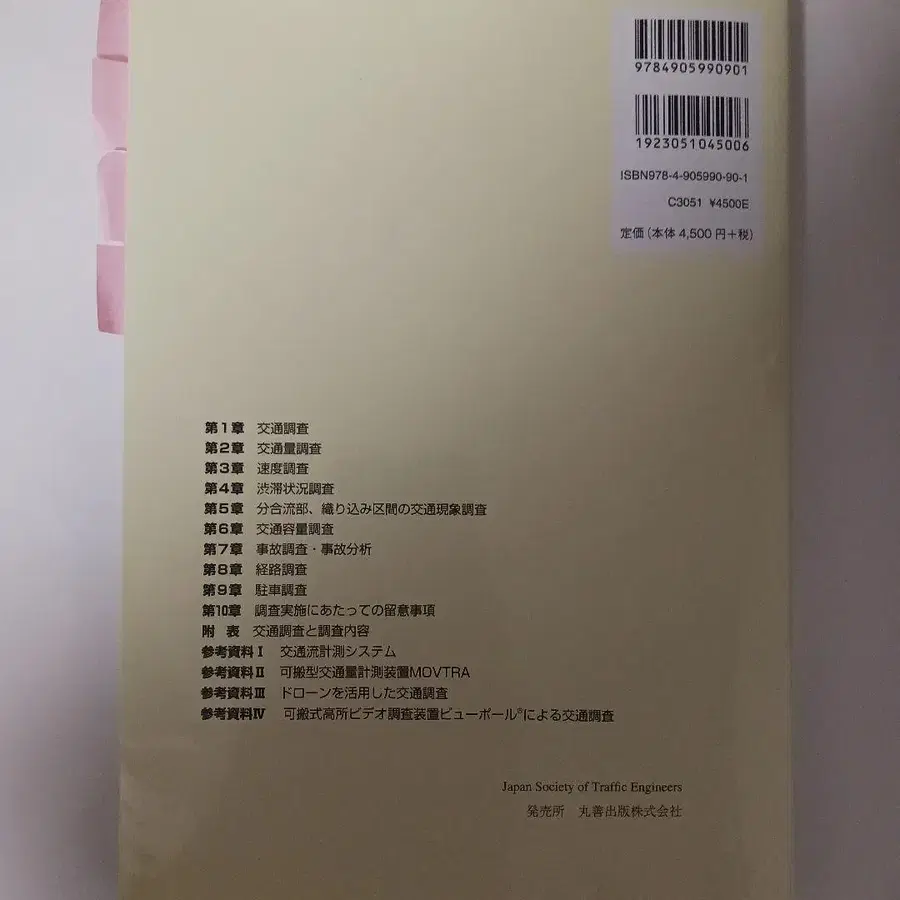 9784905990901
1923051045006
ISBN978-4-905990-90-1
C3051 ¥4500E
定価(本体 4,500 円+税)
第1章 交通調査
第2章 交通量調査
第3章 速度調査
第4章 渋滞状況調査
第5章 分合流部、織り込み区間の交通現象調査
第6章 交通容量調査
第7章 事故調査・事故分析
第8章 経路調査
第9章 駐車調査
第10章 調査実施にあたっての留意事項
附 表 交通調査と調査内容
参考資料Ⅰ 交通流計測システム
参考資料Ⅱ 可搬型交通量計測装置MOVTRA
参考資料Ⅲ ドローンを活用した交通調査
参考資料Ⅳ 可搬式高所ビデオ調査装置ビューポール®による交通調査
Japan Society of Traffic Engineers
発売所 丸善出版株式会社